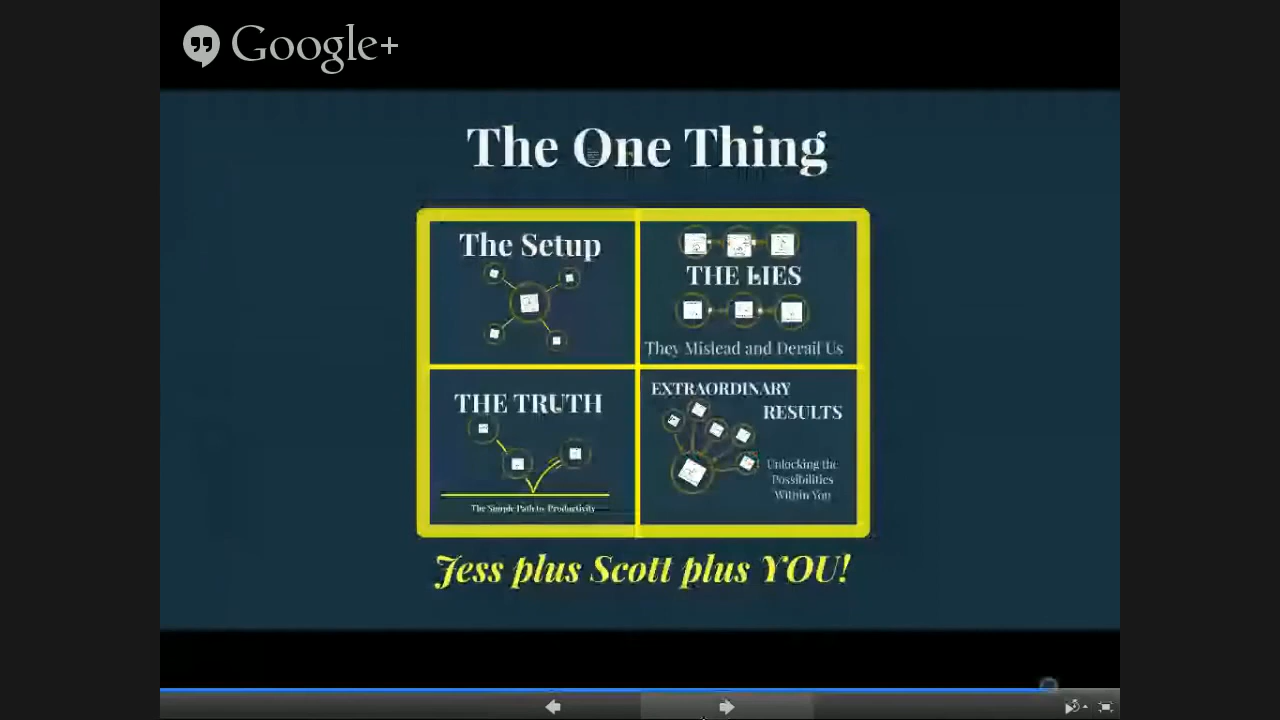 Google+
The One Thing
The Setup
THE LIES
They Mislead and Derail Us
THE TRUTH
The Simple Path to Productivity
EXTRAORDINARY
RESULTS
Unlocking the
Possibilities
Within You
Jess plus Scott plus YOU!